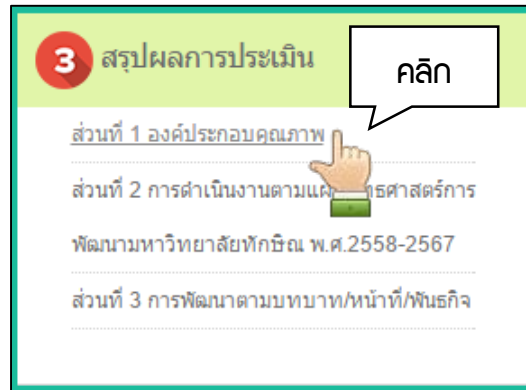 3 สรุปผลการประเมิน
คลิก
ส่วนที่ 1 องค์ประกอบคุณภาพ
ส่วนที่ 2 การดำเนินงานตามแผ ธศาสตร์การ
พัฒนามหาวิทยาลัยทักษิณ พ.ศ.2558-2567
ส่วนที่ 3 การพัฒนาตามบทบาท/หน้าที่/พันธกิจ